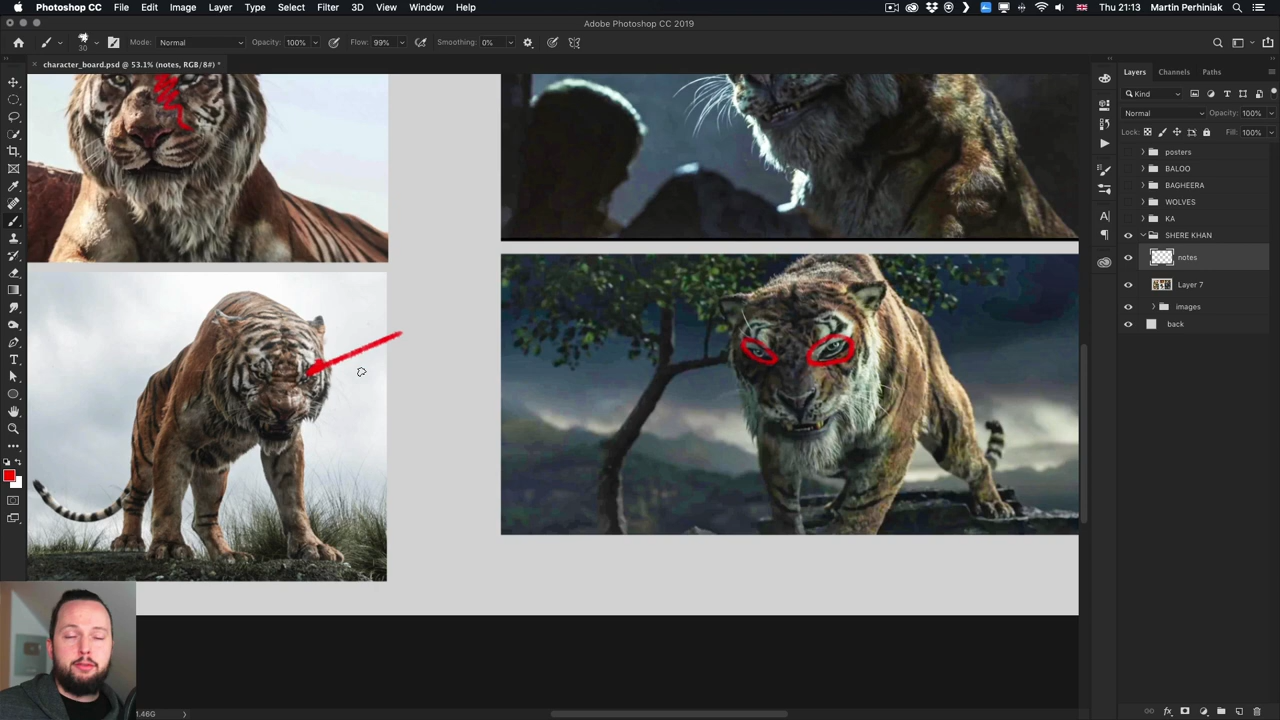 Photoshop CC File Edit Image Layer Type Select Filter 3D View Window Help Thu 21:13 Martin Perhiniak
Adobe Photoshop CC 2019
30 Mode: Normal Opacity: 100% Flow: 99% Smoothing: 0%
× character_board.psd @ 53.1% (notes, RGB/8#) *
Layers Channels Paths
Kind
Normal Opacity: 100%
Lock: Fill: 100%
posters
BALOO
BAGHEERA
WOLVES
KA
SHERE KHAN
notes
Layer 7
images
back
1.46G